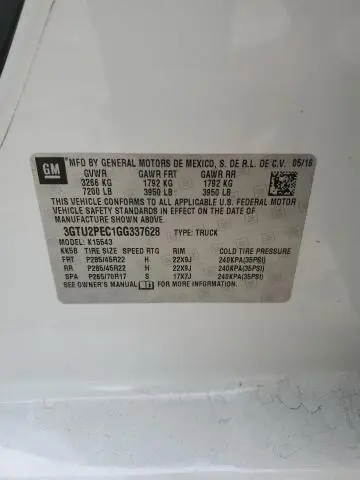 GM
MFD BY GENERAL MOTORS DE MEXICO, S. DE R.L. DE C.V. 05/16
GVWR GAWR FRT GAWR RR
3266 KG 1792 KG 1792 KG
7200 LB 3950 LB 3950 LB
THIS VEHICLE CONFORMS TO ALL APPLICABLE U.S. FEDERAL MOTOR
VEHICLE SAFETY STANDARDS IN EFFECT ON THE DATE OF
MANUFACTURE SHOWN ABOVE.
3GTU2PEC1GG337628 TYPE: TRUCK
MODEL: K15543
KK5B TIRE SIZE SPEED RTG RIM COLD TIRE PRESSURE
FRT P285/45R22 H 22X9J 240KPA(35PSI)
RR P285/45R22 H 22X9J 240KPA(35PSI)
SPA P265/70R17 S 17X7J 240KPA(35PSI)
SEE OWNER'S MANUAL FOR MORE INFORMATION.